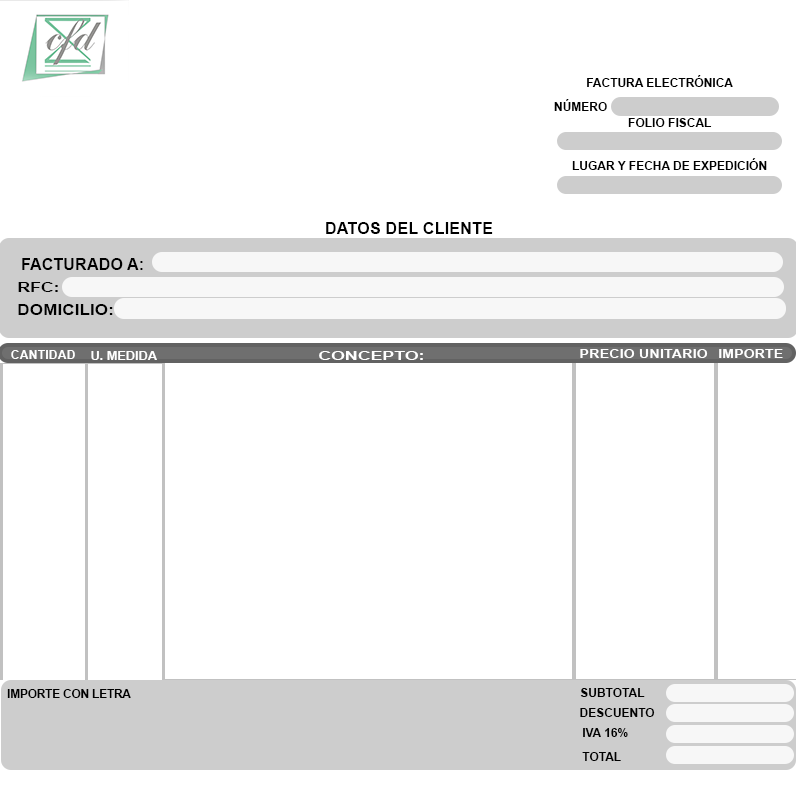 cfd
FACTURA ELECTRÓNICA
NÚMERO
FOLIO FISCAL
LUGAR Y FECHA DE EXPEDICIÓN
DATOS DEL CLIENTE
FACTURADO A:
RFC:
DOMICILIO:
CANTIDAD U. MEDIDA CONCEPTO: PRECIO UNITARIO IMPORTE
IMPORTE CON LETRA SUBTOTAL
DESCUENTO
IVA 16%
TOTAL